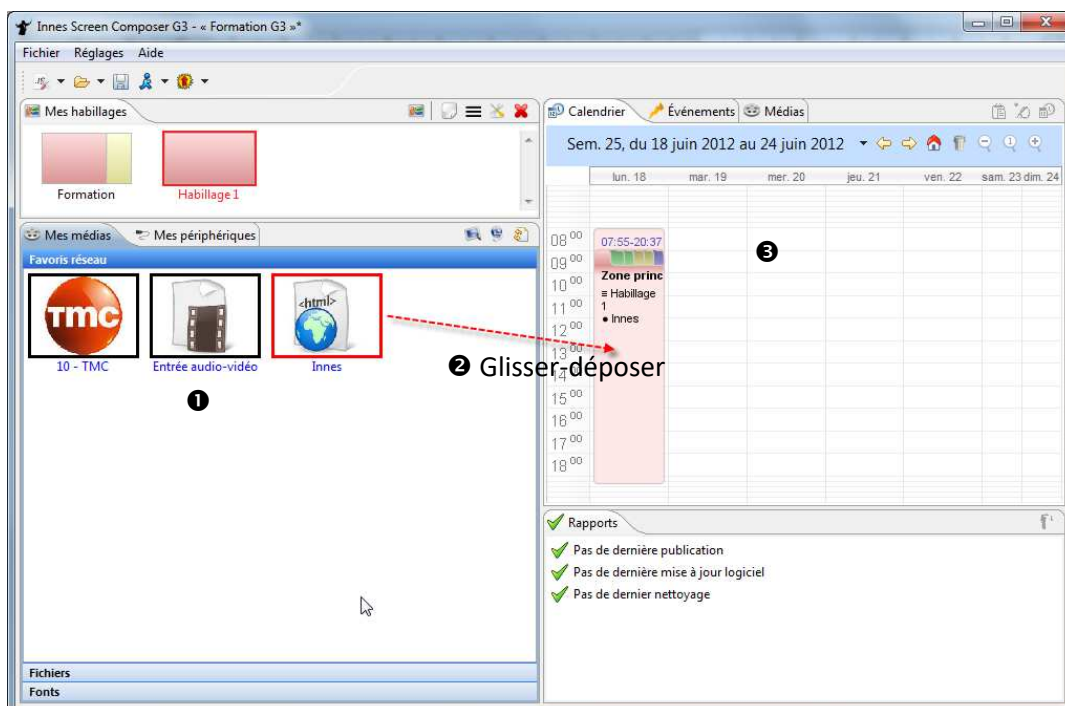 Innes Screen Composer G3 - « Formation G3 »*
Fichier Réglages Aide
Mes habillages
Formation
Habillage 1
Mes médias
Mes périphériques
Favoris réseau
TMC
<html>
10 - TMC
Entrée audio-vidéo
Innes
❶
❷ Glisser-déposer
Fichiers
Fonts
Calendrier
Événements
Médias
Sem. 25, du 18 juin 2012 au 24 juin 2012
lun. 18 mar. 19 mer. 20 jeu. 21 ven. 22 sam. 23 dim. 24
08 00
09 00
10 00
11 00
12 00
13 00
14 00
15 00
16 00
17 00
18 00
07:55-20:37
Zone princ
≡ Habillage
1
● Innes
❸
Rapports
Pas de dernière publication
Pas de dernière mise à jour logiciel
Pas de dernier nettoyage